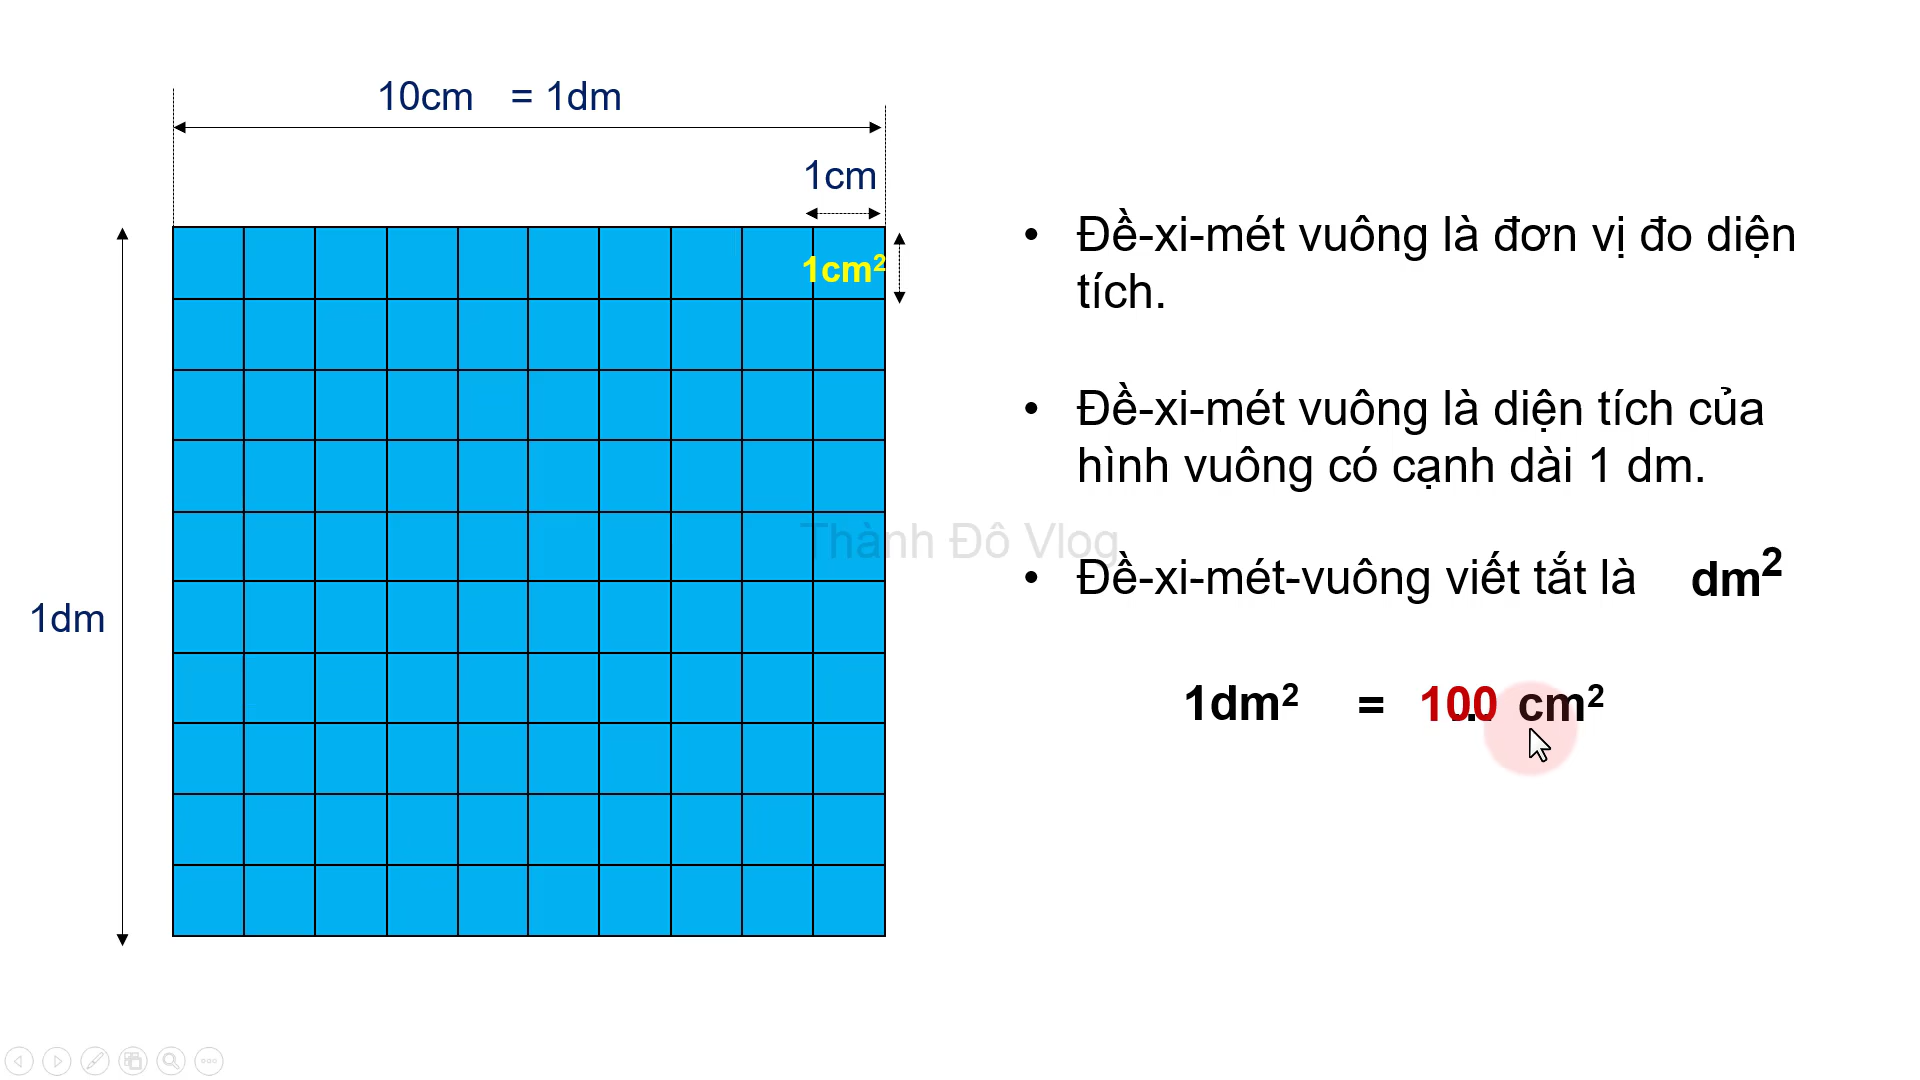 10cm = 1dm
1cm
1cm²
1dm
• Đề-xi-mét vuông là đơn vị đo diện
tích.
• Đề-xi-mét vuông là diện tích của
hình vuông có cạnh dài 1 dm.
Thành Đô Vlog
• Đề-xi-mét-vuông viết tắt là dm²
1dm² = 100 cm²